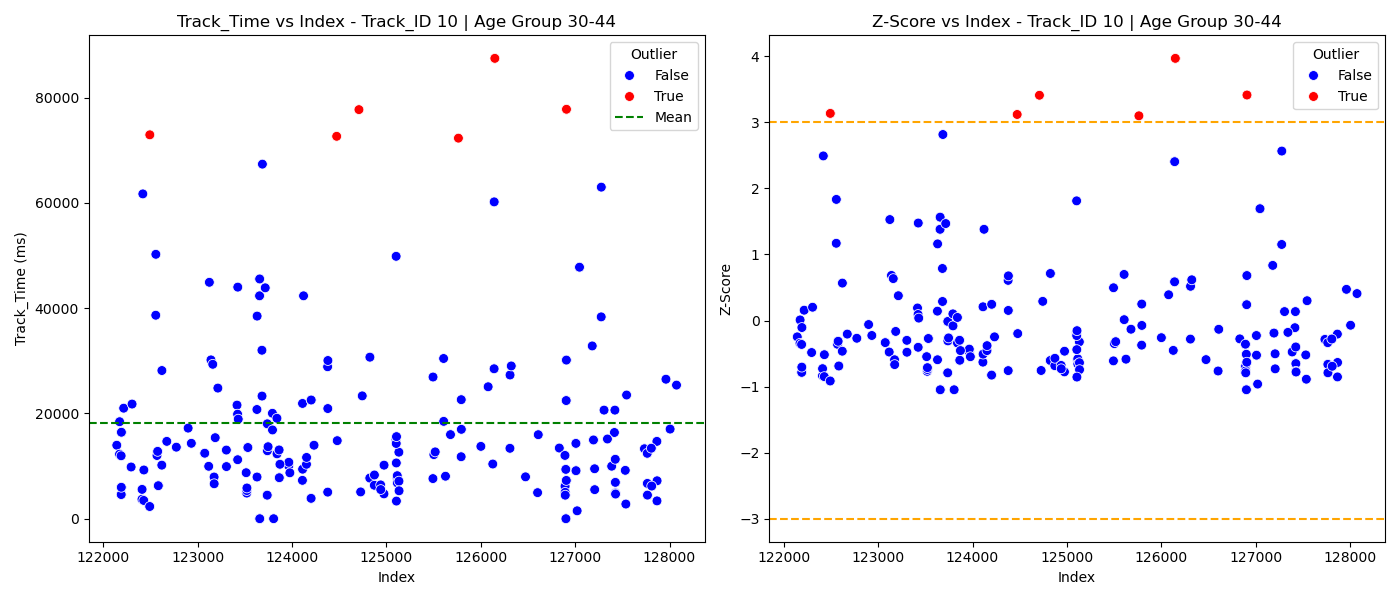 Track_Time vs Index - Track_ID 10 | Age Group 30-44
Track_Time (ms)
80000
60000
40000
20000
0
122000 123000 124000 125000 126000 127000 128000
Index
Outlier
False
True
Mean
Z-Score vs Index - Track_ID 10 | Age Group 30-44
Z-Score
4
3
2
1
0
−1
−2
−3
122000 123000 124000 125000 126000 127000 128000
Index
Outlier
False
True